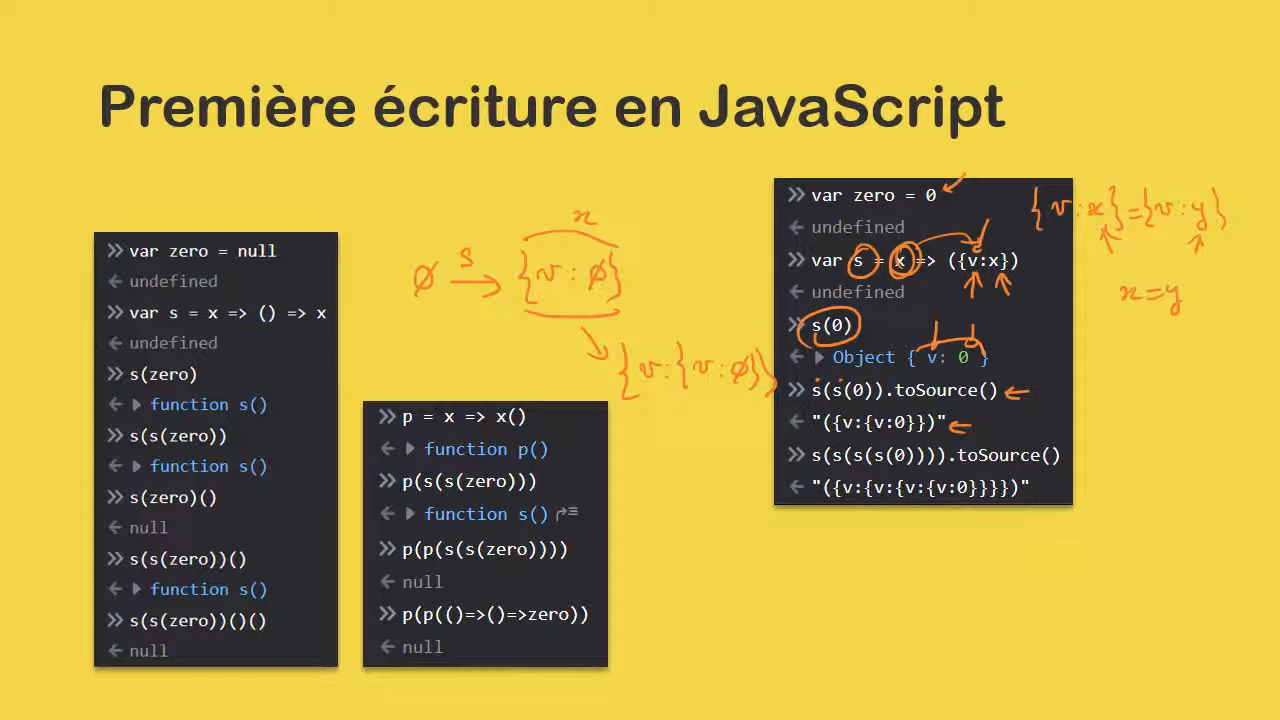 Première écriture en JavaScript
>> var zero = null
← undefined
>> var s = x => () => x
← undefined
>> s(zero)
← ▶ function s()
>> s(s(zero))
← ▶ function s()
>> s(zero)()
← null
>> s(s(zero))()
← ▶ function s()
>> s(s(zero))()()
← null
>> p = x => x()
← ▶ function p()
>> p(s(s(zero)))
← ▶ function s()
>> p(p(s(s(zero))))
← null
>> p(p(()=>()=>zero))
← null
x
∅ s → {v : ∅}
{v:{v:∅}}
>> var zero = 0
← undefined
>> var s = x => ({v:x})
← undefined
>> s(0)
← ▶ Object { v: 0 }
>> s(s(0)).toSource()
← "({v:{v:0}})"
>> s(s(s(s(0)))).toSource()
← "({v:{v:{v:{v:0}}}})"
{v:x}={v:y}
x=y